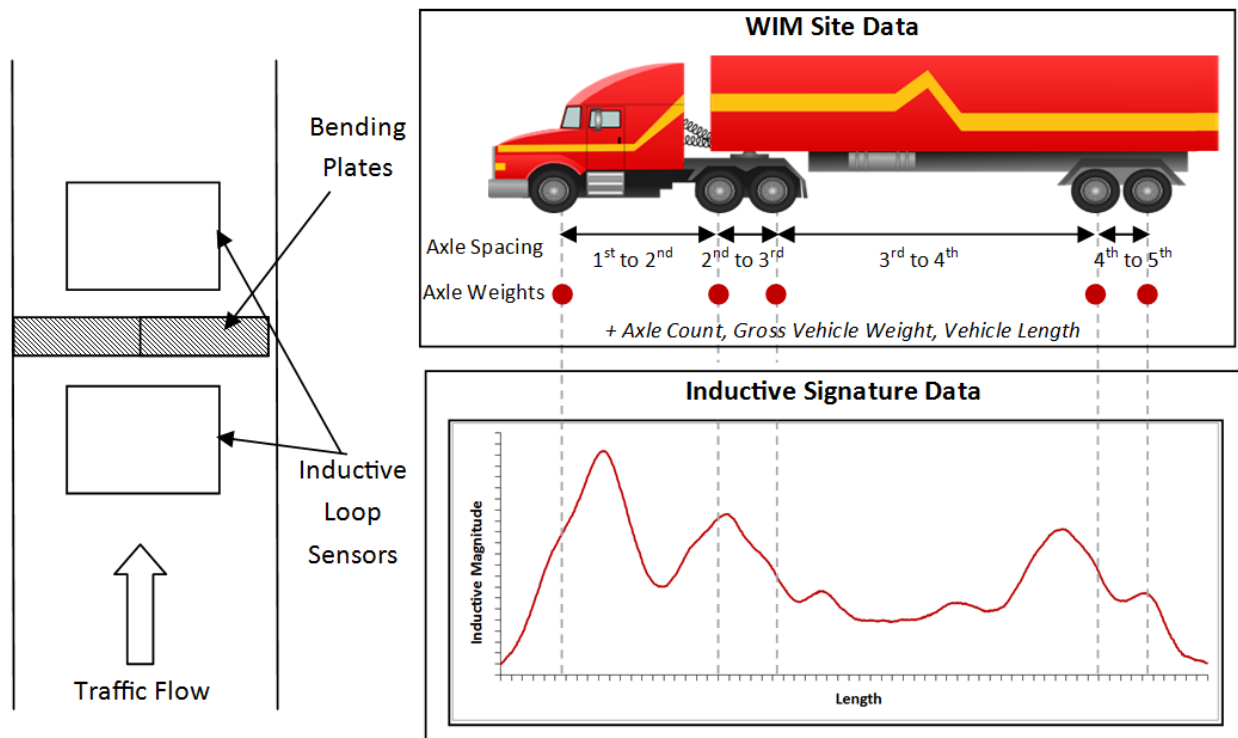 Bending
Plates
Inductive
Loop
Sensors
Traffic Flow
WIM Site Data
Axle Spacing
1st to 2nd
2nd to 3rd
3rd to 4th
4th to 5th
Axle Weights
+ Axle Count, Gross Vehicle Weight, Vehicle Length
Inductive Signature Data
Inductive Magnitude
Length